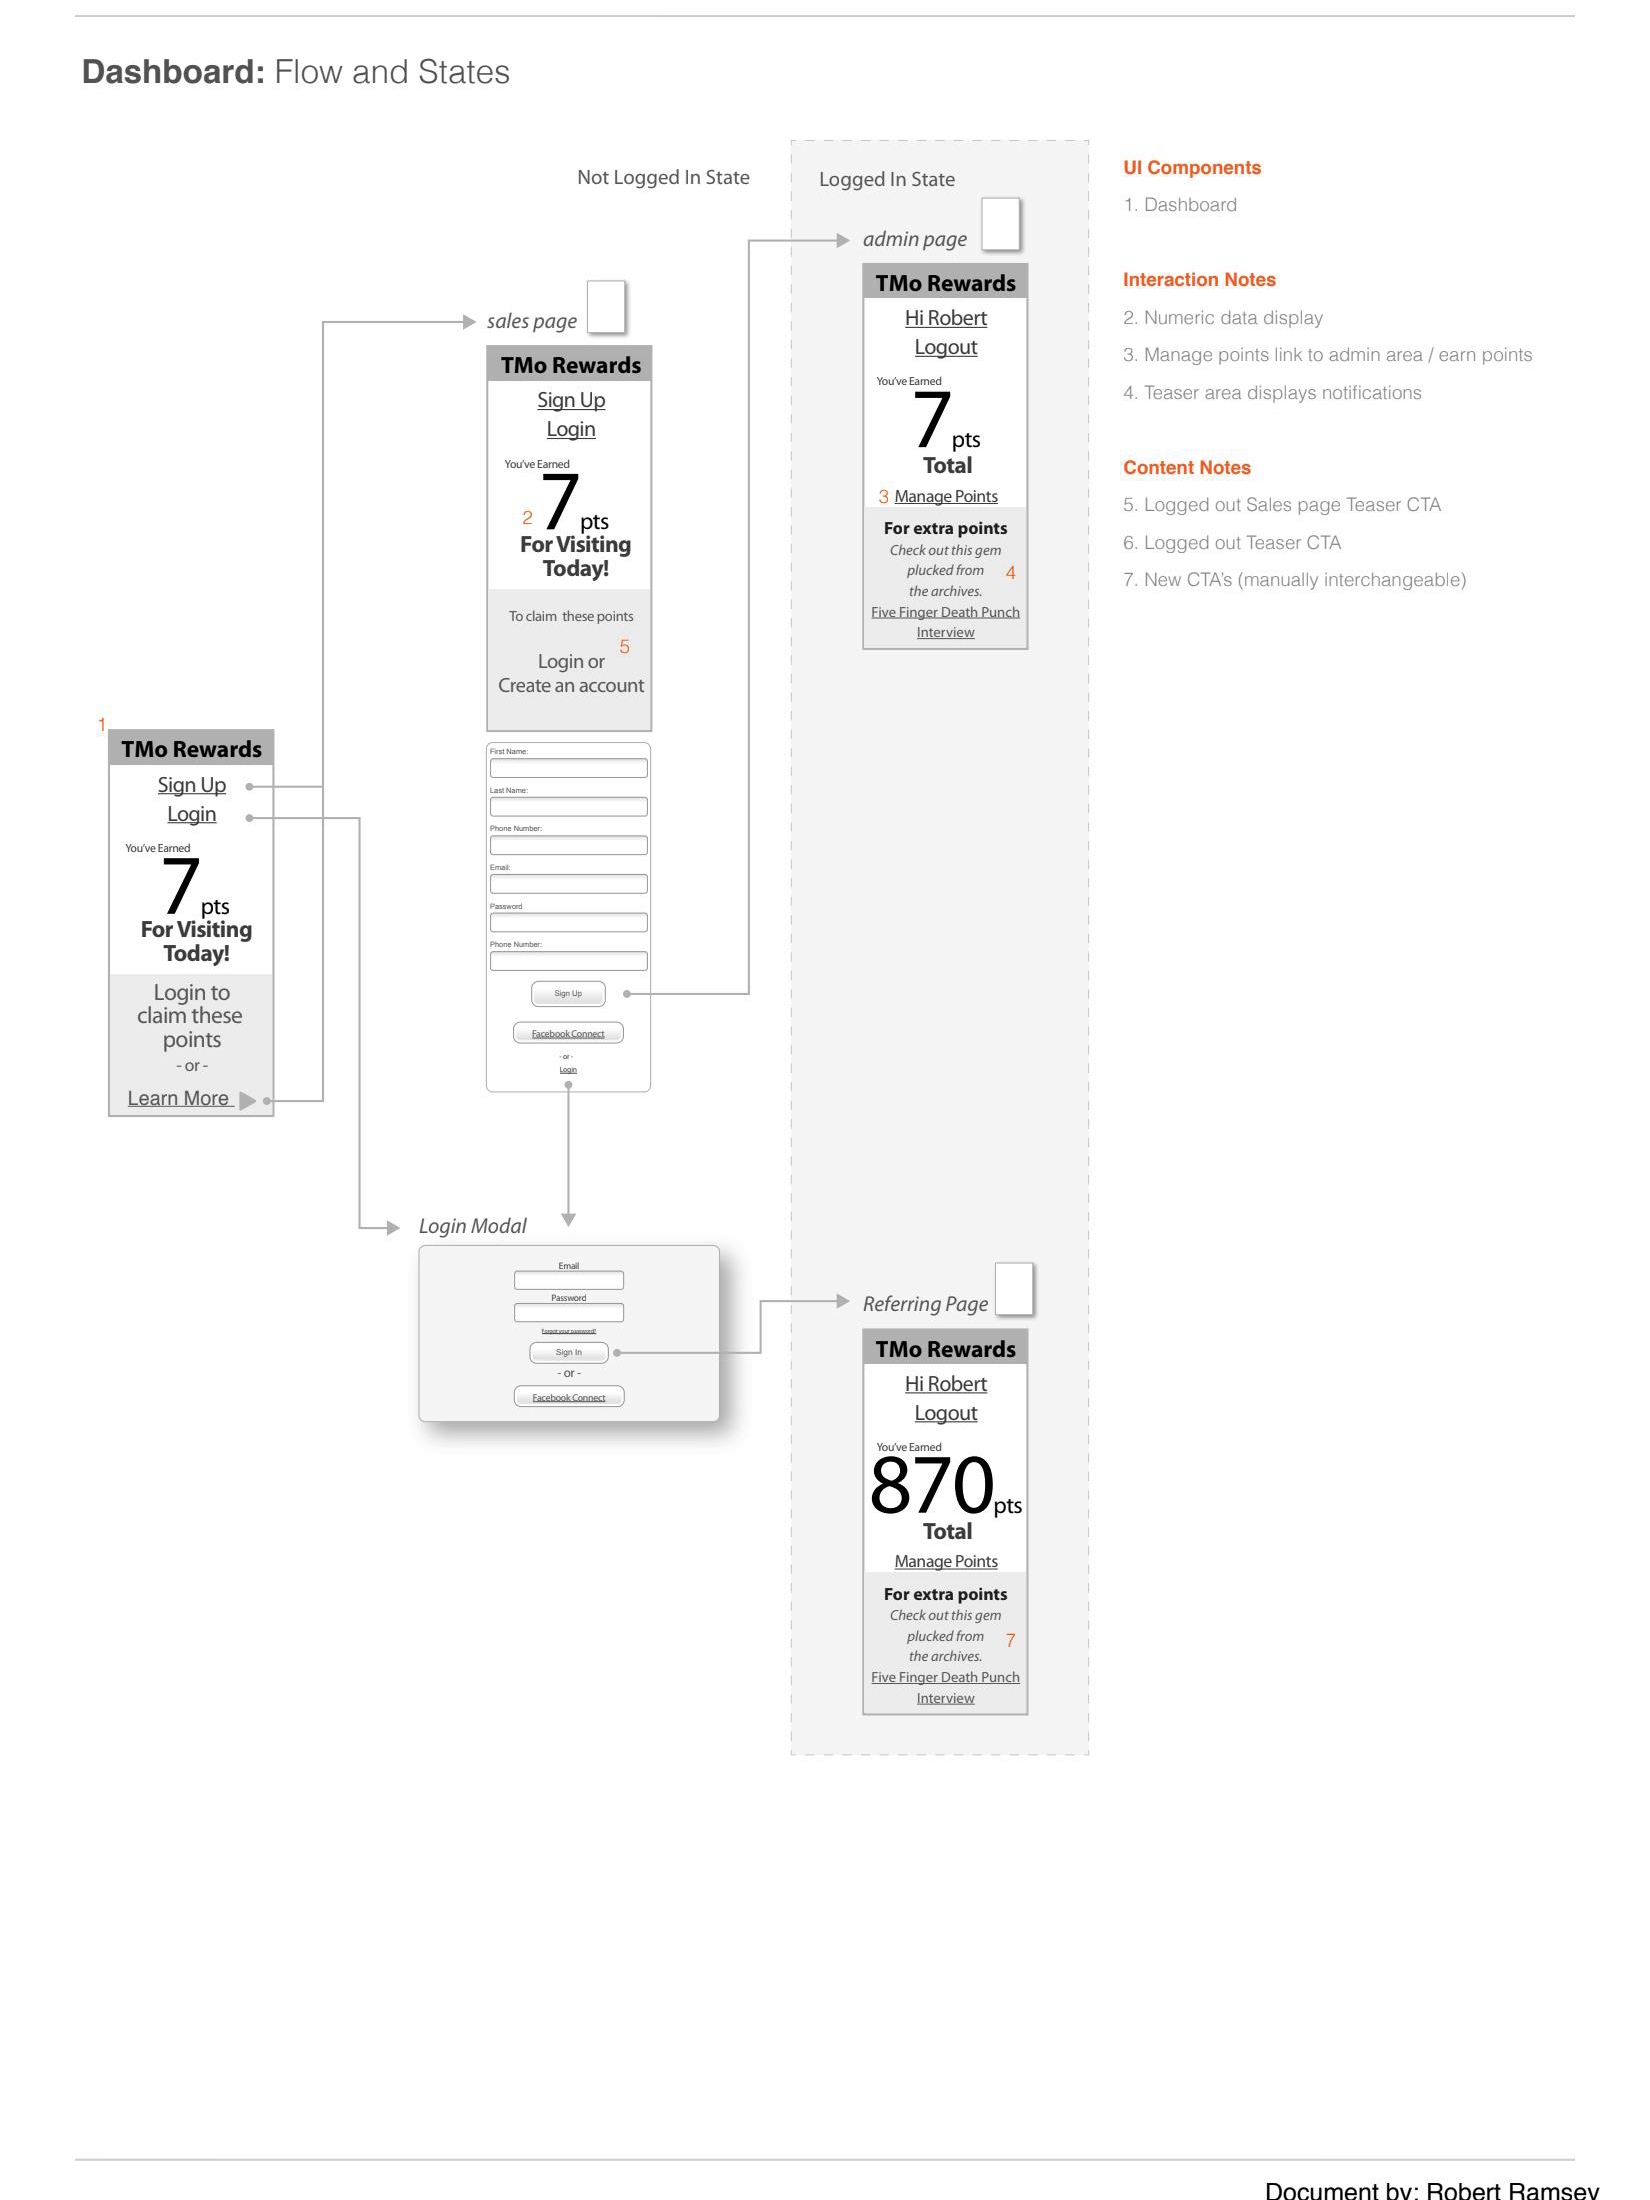 Dashboard: Flow and States
Not Logged In State
Logged In State
UI Components
1. Dashboard
Interaction Notes
2. Numeric data display
3. Manage points link to admin area / earn points
4. Teaser area displays notifications
Content Notes
5. Logged out Sales page Teaser CTA
6. Logged out Teaser CTA
7. New CTA's (manually interchangeable)
1
TMo Rewards
Sign Up
Login
You've Earned
7 pts
For Visiting
Today!
Login to
claim these
points
- or -
Learn More
sales page
TMo Rewards
Sign Up
Login
You've Earned
2 7 pts
For Visiting
Today!
To claim these points
5
Login or
Create an account
First Name:
Last Name:
Phone Number:
Email:
Password
Phone Number:
Sign Up
Facebook Connect
- or -
Login
Login Modal
Email
Password
Forgot your password?
Sign In
- or -
Facebook Connect
admin page
TMo Rewards
Hi Robert
Logout
You've Earned
7 pts
Total
3 Manage Points
For extra points
Check out this gem
plucked from 4
the archives.
Five Finger Death Punch
Interview
Referring Page
TMo Rewards
Hi Robert
Logout
You've Earned
870 pts
Total
Manage Points
For extra points
Check out this gem
plucked from 7
the archives.
Five Finger Death Punch
Interview
Document by: Robert Ramsey